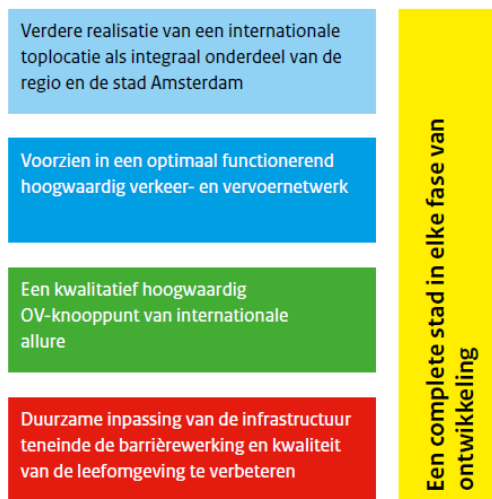 Verdere realisatie van een internationale
toplocatie als integraal onderdeel van de
regio en de stad Amsterdam
Voorzien in een optimaal functionerend
hoogwaardig verkeer- en vervoernetwerk
Een kwalitatief hoogwaardig
OV-knooppunt van internationale
allure
Duurzame inpassing van de infrastructuur
teneinde de barrièrewerking en kwaliteit
van de leefomgeving te verbeteren
Een complete stad in elke fase van
ontwikkeling